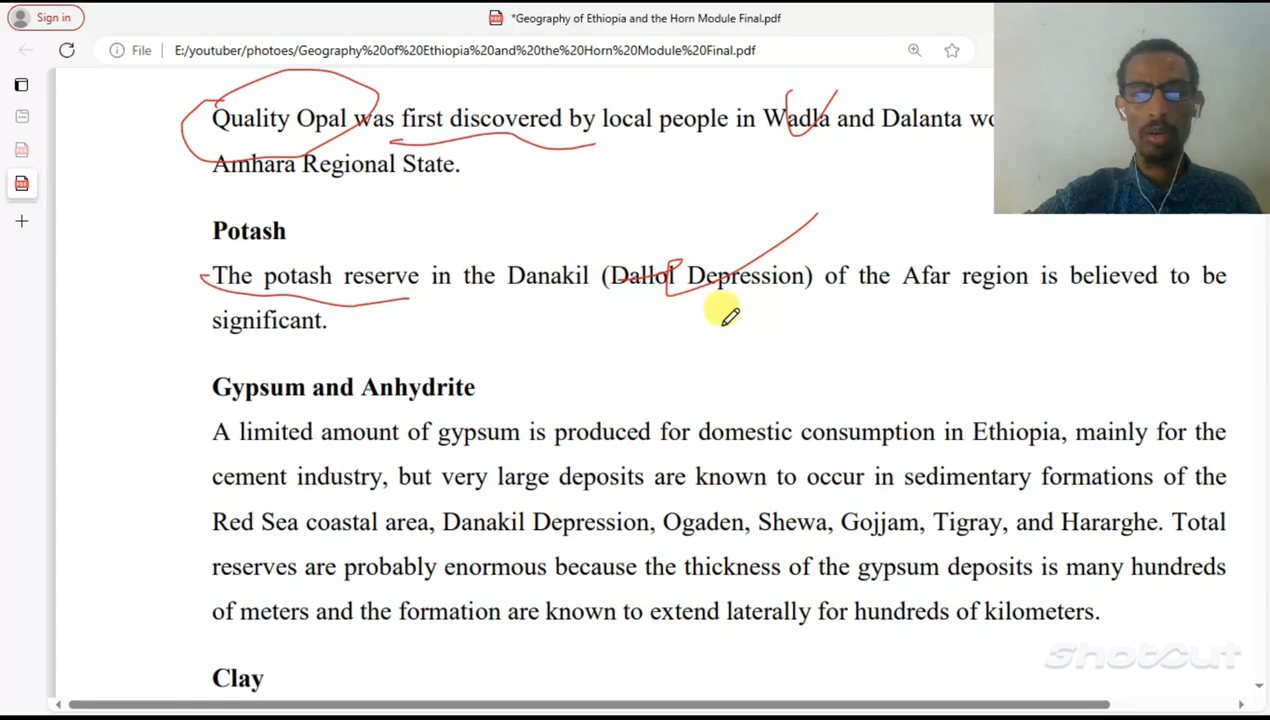 Sign in
*Geography of Ethiopia and the Horn Module Final.pdf
File
E:/youtuber/photoes/Geography%20of%20Ethiopia%20and%20the%20Horn%20Module%20Final.pdf
Quality Opal was first discovered by local people in Wadla and Dalanta
Amhara Regional State.
Potash
The potash reserve in the Danakil (Dallol Depression) of the Afar region is believed to be
significant.
Gypsum and Anhydrite
A limited amount of gypsum is produced for domestic consumption in Ethiopia, mainly for the
cement industry, but very large deposits are known to occur in sedimentary formations of the
Red Sea coastal area, Danakil Depression, Ogaden, Shewa, Gojjam, Tigray, and Hararghe. Total
reserves are probably enormous because the thickness of the gypsum deposits is many hundreds
of meters and the formation are known to extend laterally for hundreds of kilometers.
Clay
SHOTCUT